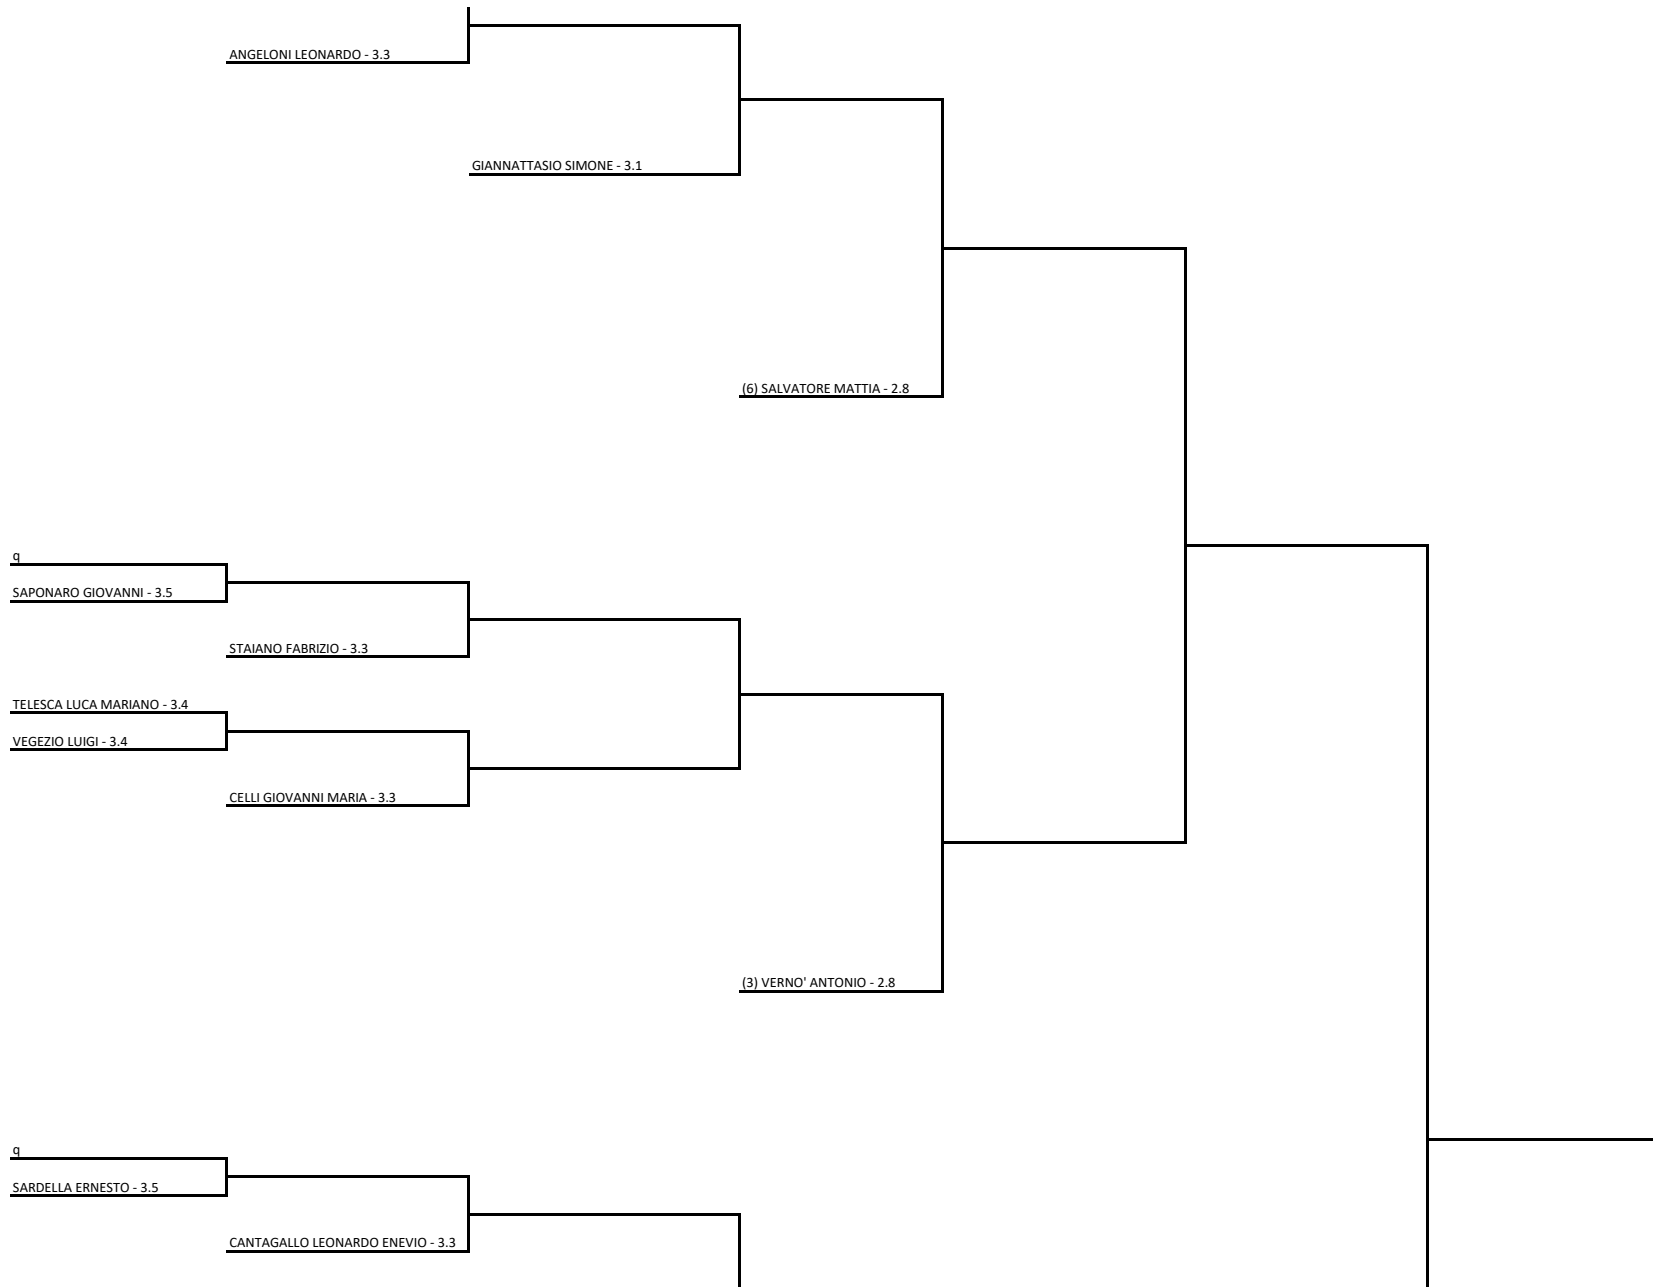 ANGELONI LEONARDO - 3.3
GIANNATTASIO SIMONE - 3.1
(6) SALVATORE MATTIA - 2.8
q
SAPONARO GIOVANNI - 3.5
STAIANO FABRIZIO - 3.3
TELESCA LUCA MARIANO - 3.4
VEGEZIO LUIGI - 3.4
CELLI GIOVANNI MARIA - 3.3
(3) VERNO' ANTONIO - 2.8
q
SARDELLA ERNESTO - 3.5
CANTAGALLO LEONARDO ENEVIO - 3.3